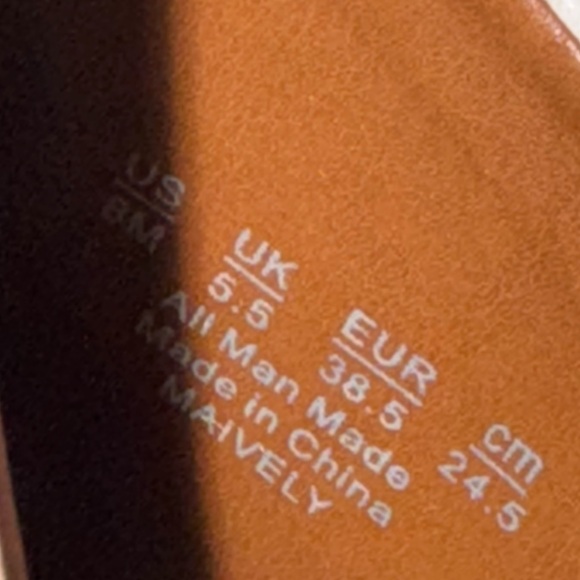 US UK EUR cm
8M 5.5 38.5 24.5
All Man Made
Made in China
MAIVELY